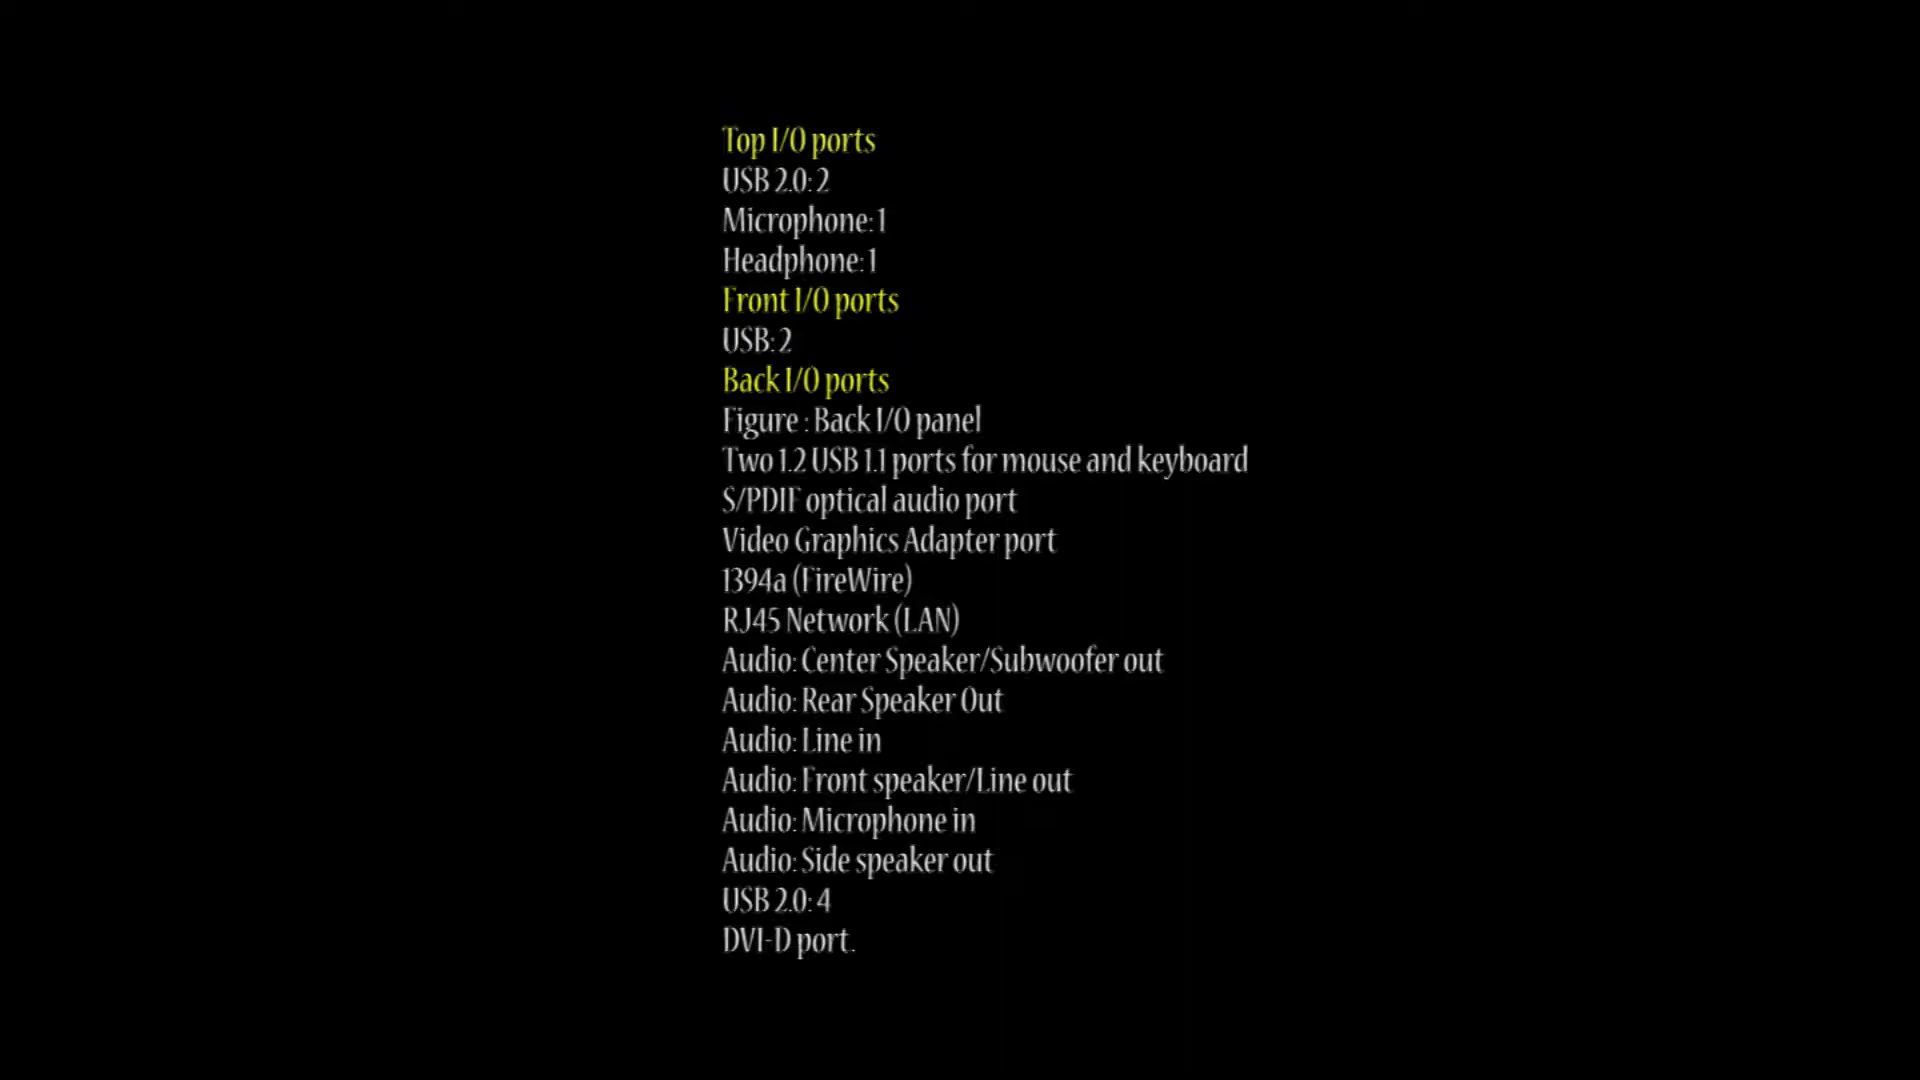 Top I/O ports
USB 2.0: 2
Microphone: 1
Headphone: 1
Front I/O ports
USB: 2
Back I/O ports
Figure : Back I/O panel
Two 1.2 USB 1.1 ports for mouse and keyboard
S/PDIF optical audio port
Video Graphics Adapter port
1394a (FireWire)
RJ45 Network (LAN)
Audio: Center Speaker/Subwoofer out
Audio: Rear Speaker Out
Audio: Line in
Audio: Front speaker/Line out
Audio: Microphone in
Audio: Side speaker out
USB 2.0: 4
DVI-D port.